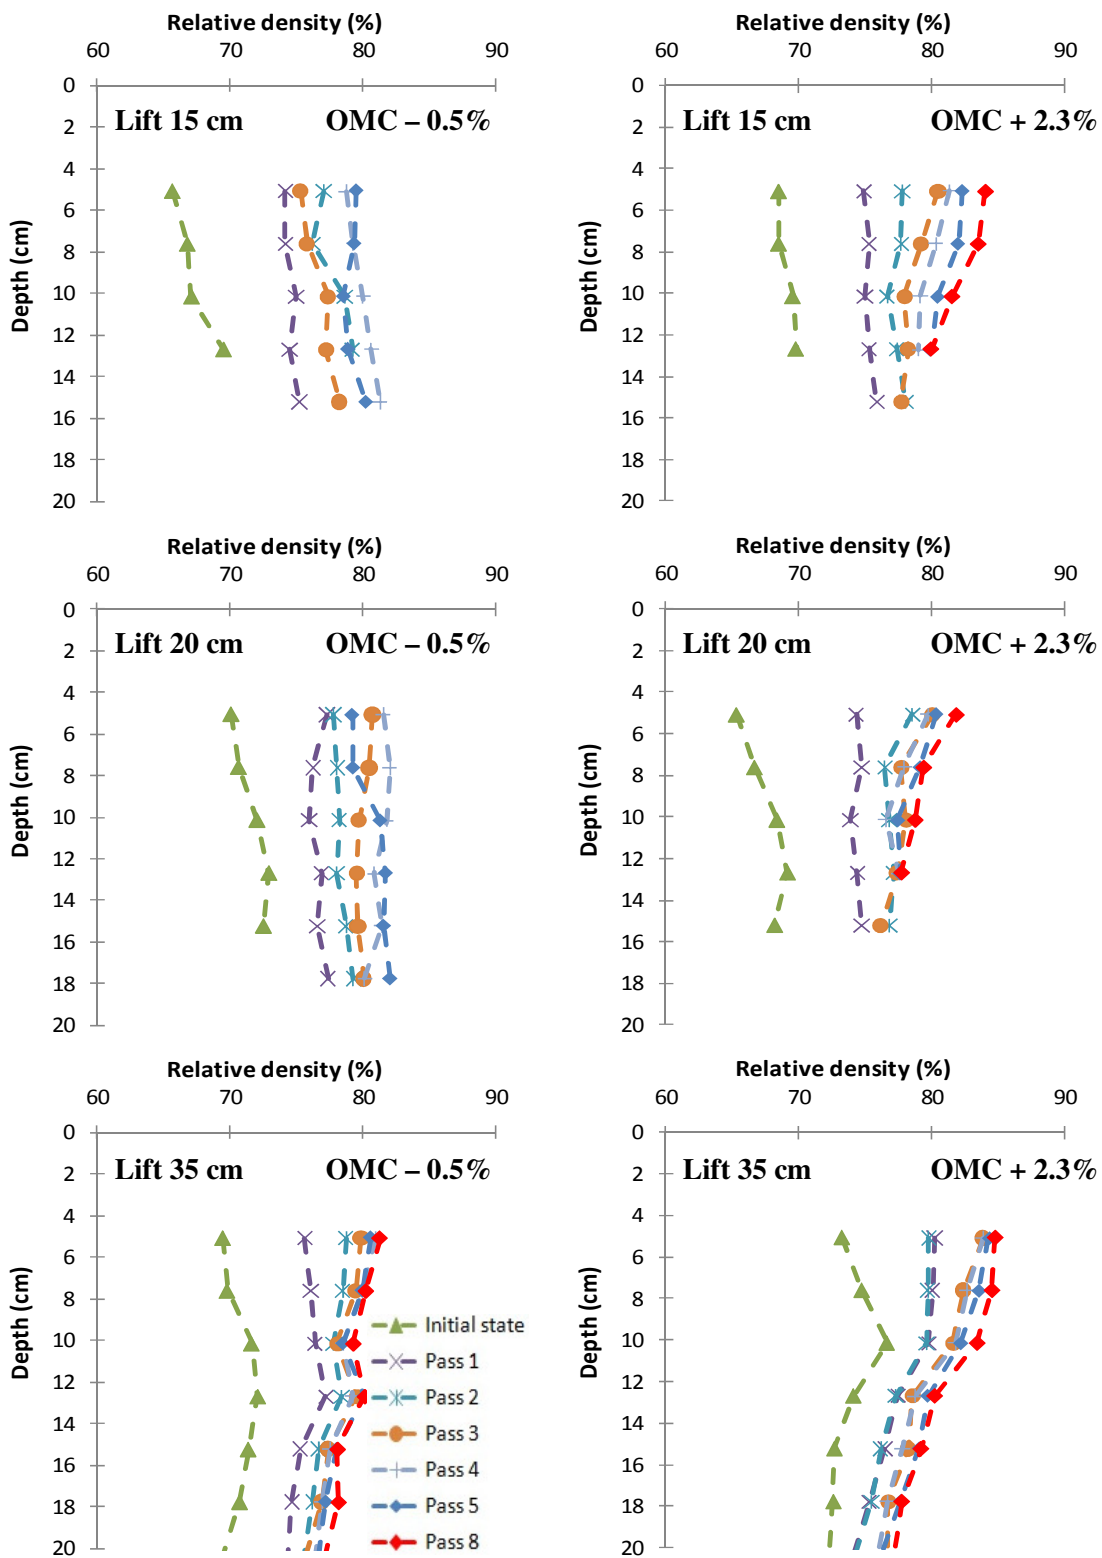 Relative density (%)
60 70 80 90
0
2
4
6
8
10
12
14
16
18
20
Depth (cm)
Lift 15 cm OMC – 0.5%
Relative density (%)
60 70 80 90
0
2
4
6
8
10
12
14
16
18
20
Depth (cm)
Lift 15 cm OMC + 2.3%
Relative density (%)
60 70 80 90
0
2
4
6
8
10
12
14
16
18
20
Depth (cm)
Lift 20 cm OMC – 0.5%
Relative density (%)
60 70 80 90
0
2
4
6
8
10
12
14
16
18
20
Depth (cm)
Lift 20 cm OMC + 2.3%
Relative density (%)
60 70 80 90
0
2
4
6
8
10
12
14
16
18
20
Depth (cm)
Lift 35 cm OMC – 0.5%
Initial state
Pass 1
Pass 2
Pass 3
Pass 4
Pass 5
Pass 8
Relative density (%)
60 70 80 90
0
2
4
6
8
10
12
14
16
18
20
Depth (cm)
Lift 35 cm OMC + 2.3%